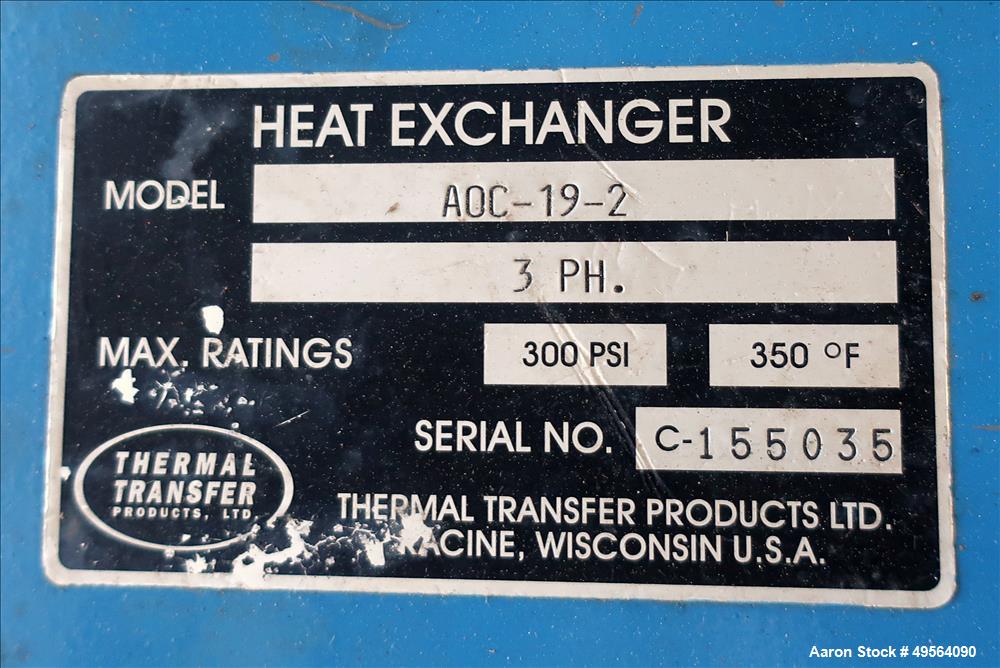 HEAT EXCHANGER
MODEL AOC-19-2
3 PH.
MAX. RATINGS 300 PSI 350 °F
SERIAL NO. C-155035
THERMAL
TRANSFER
PRODUCTS, LTD.
THERMAL TRANSFER PRODUCTS LTD.
RACINE, WISCONSIN U.S.A.
Aaron Stock # 49564090